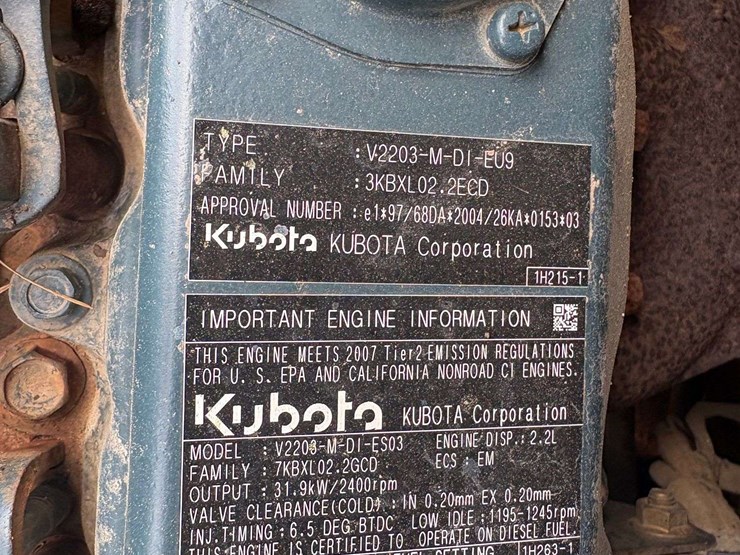 TYPE : V2203-M-DI-EU9
FAMILY : 3KBXL02.2ECD
APPROVAL NUMBER : e1*97/68DA*2004/26KA*0153*03
Kubota KUBOTA Corporation
1H215-1
IMPORTANT ENGINE INFORMATION
THIS ENGINE MEETS 2007 Tier2 EMISSION REGULATIONS
FOR U. S. EPA AND CALIFORNIA NONROAD CI ENGINES.
Kubota KUBOTA Corporation
MODEL : V2203-M-DI-ES03 ENGINE DISP. : 2.2L
FAMILY : 7KBXL02.2GCD ECS : EM
OUTPUT : 31.9kW/2400rpm
VALVE CLEARANCE(COLD) : IN 0.20mm EX 0.20mm
INJ.TIMING : 6.5 DEG.BTDC LOW IDLE : 1195-1245rpm
THIS ENGINE IS CERTIFIED TO OPERATE ON DIESEL FUEL.
SETTING 1H263-1